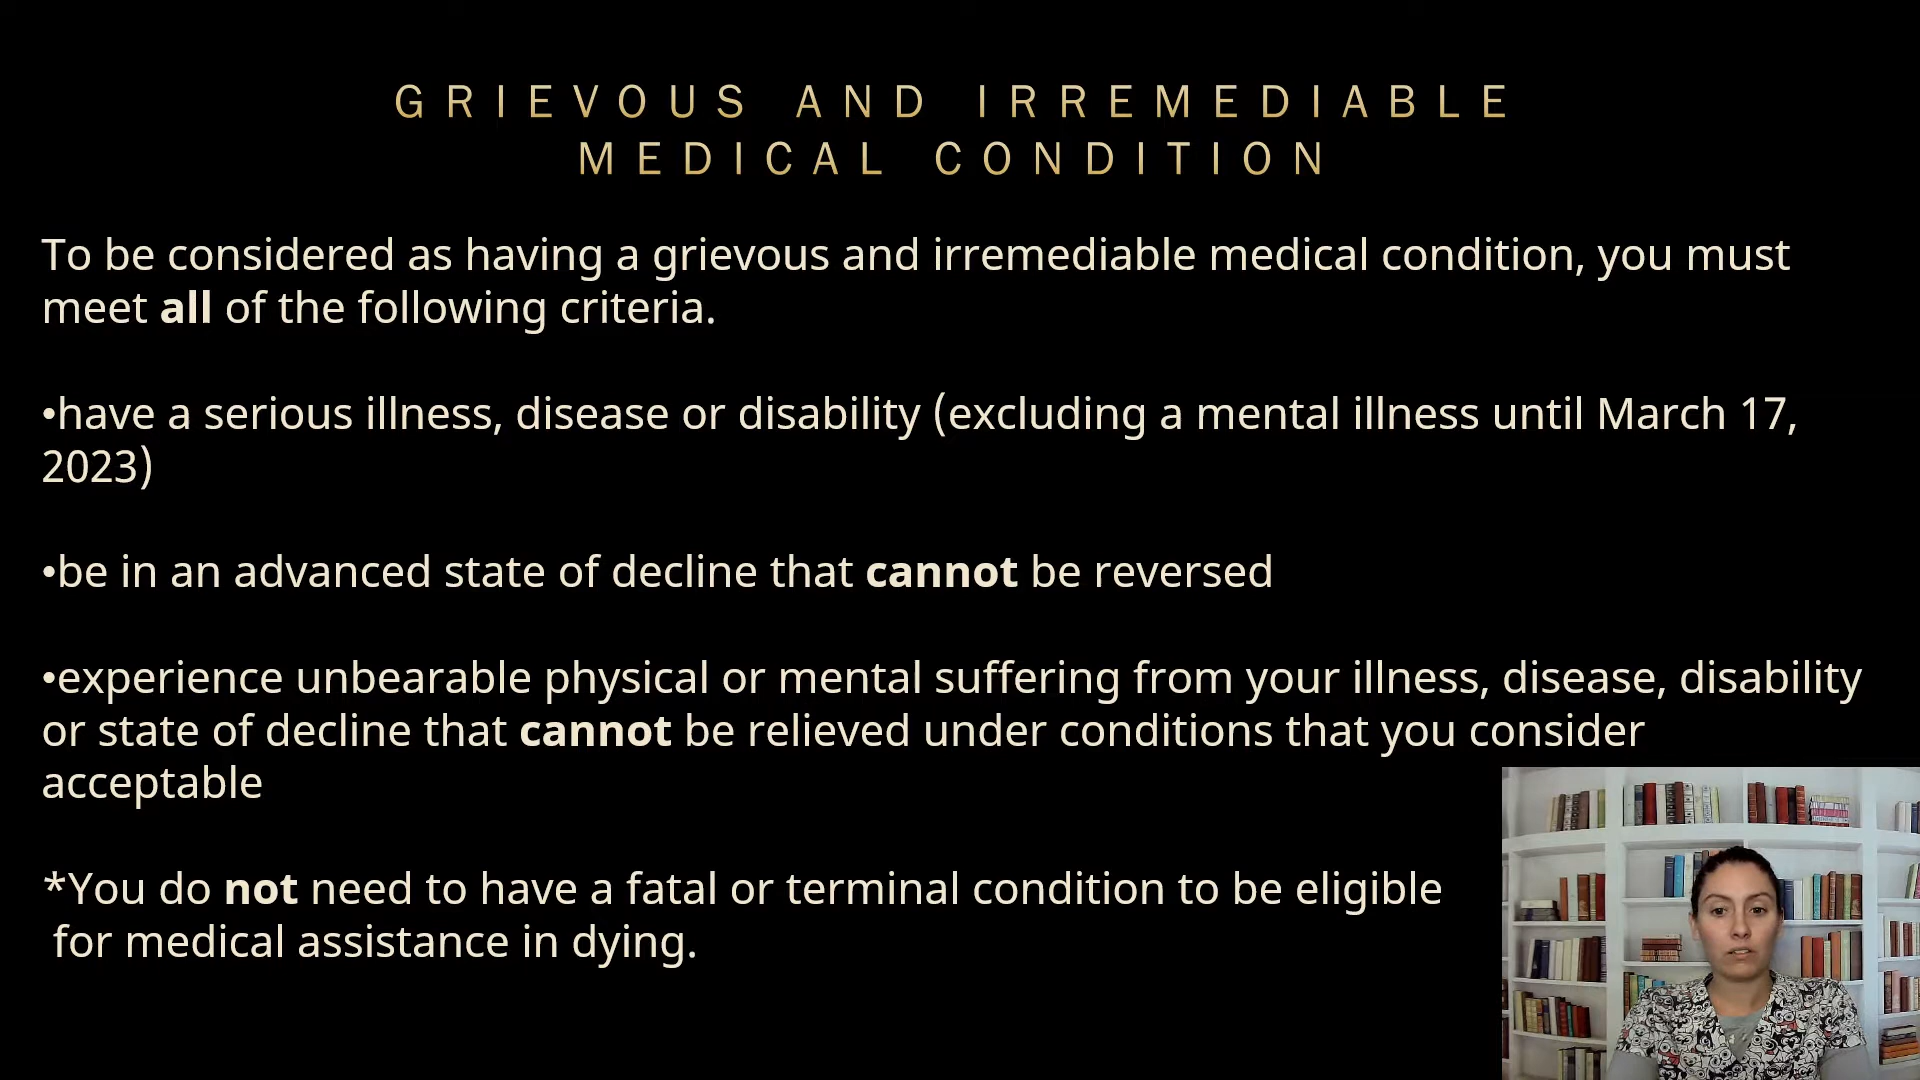 GRIEVOUS AND IRREMEDIABLE
MEDICAL CONDITION
To be considered as having a grievous and irremediable medical condition, you must
meet all of the following criteria.
•have a serious illness, disease or disability (excluding a mental illness until March 17,
2023)
•be in an advanced state of decline that cannot be reversed
•experience unbearable physical or mental suffering from your illness, disease, disability
or state of decline that cannot be relieved under conditions that you consider
acceptable
*You do not need to have a fatal or terminal condition to be eligible
for medical assistance in dying.